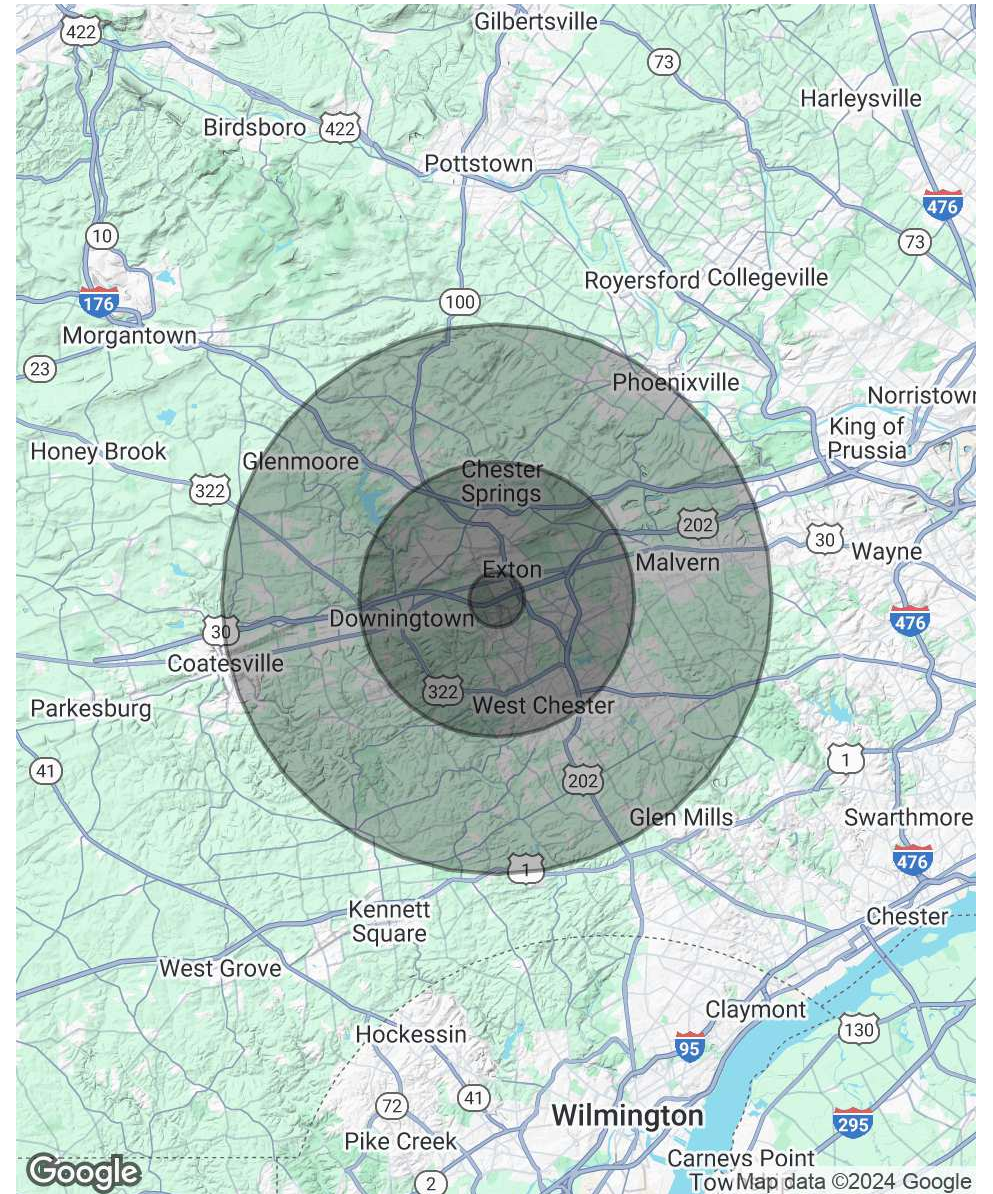 Gilbertsville
422
73
Harleysville
Birdsboro
422
Pottstown
476
10
73
Royersford
Collegeville
176
100
Morgantown
23
Phoenixville
Norristown
King of
Prussia
Honey Brook
Glenmoore
Chester
Springs
322
202
30
Wayne
Malvern
Exton
Downingtown
30
476
Coatesville
322
West Chester
Parkesburg
1
41
202
Glen Mills
Swarthmore
476
1
Kennett
Square
Chester
West Grove
Claymont
Hockessin
130
95
72
41
Wilmington
295
Pike Creek
Carneys Point
Tow
Google
2
Map data ©2024 Google